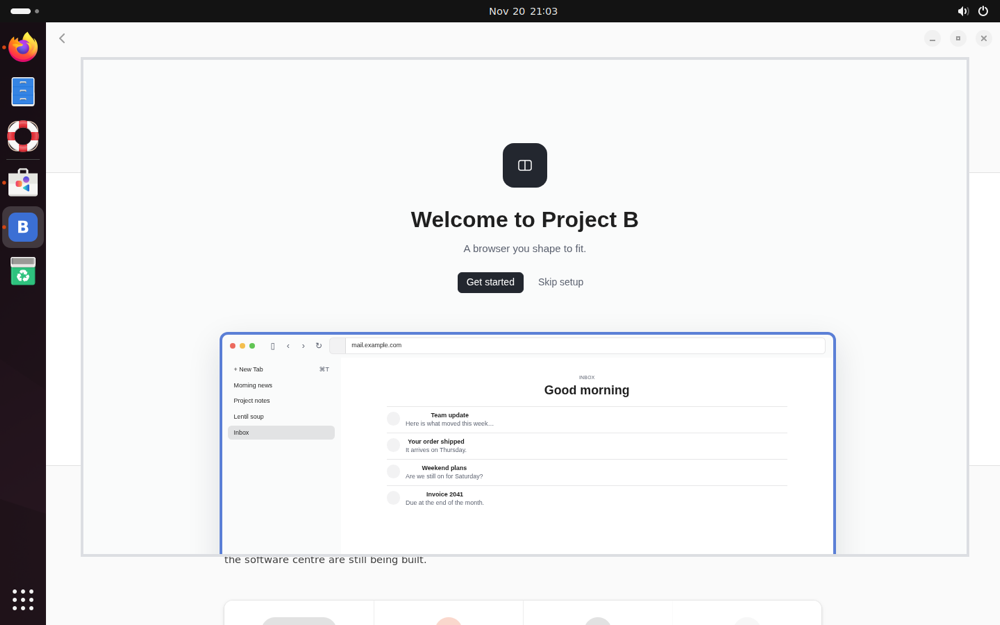 Nov 20 21:03
B
Welcome to Project B
A browser you shape to fit.
Get started
Skip setup
mail.example.com
+ New Tab ⌘T
Morning news
Project notes
Lentil soup
Inbox
INBOX
Good morning
Team update
Here is what moved this week...
Your order shipped
It arrives on Thursday.
Weekend plans
Are we still on for Saturday?
Invoice 2041
Due at the end of the month.
the software centre are still being built.